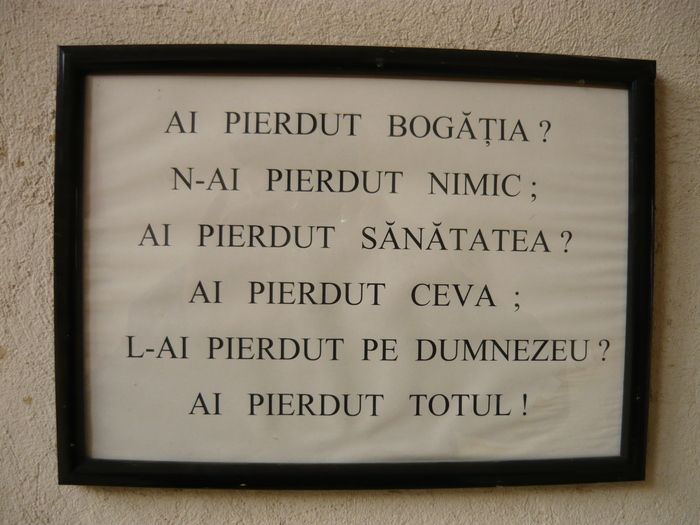 AI PIERDUT BOGĂȚIA ?
N-AI PIERDUT NIMIC ;
AI PIERDUT SĂNĂTATEA ?
AI PIERDUT CEVA ;
L-AI PIERDUT PE DUMNEZEU ?
AI PIERDUT TOTUL !